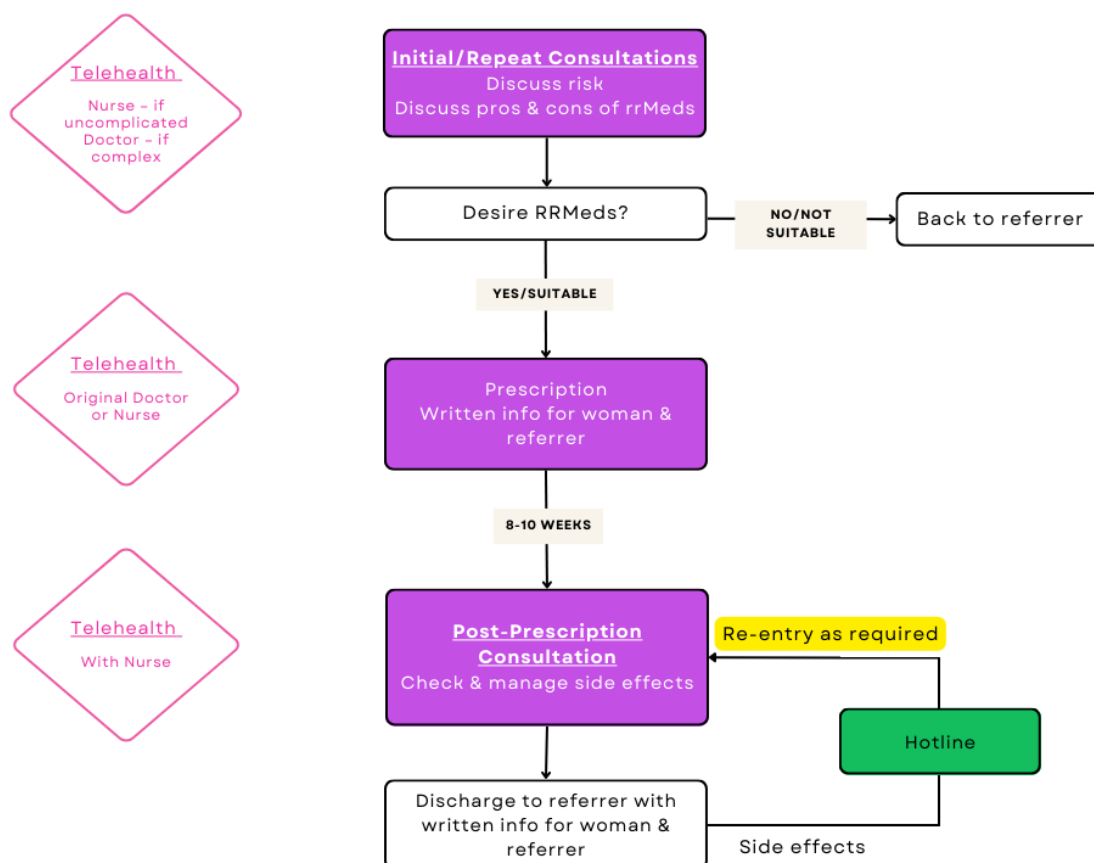 Telehealth
Nurse – if
uncomplicated
Doctor – if
complex
Initial/Repeat Consultations
Discuss risk
Discuss pros & cons of rrMeds
Desire RRMeds?
NO/NOT
SUITABLE
Back to referrer
YES/SUITABLE
Telehealth
Original Doctor
or Nurse
Prescription
Written info for woman &
referrer
8-10 WEEKS
Telehealth
With Nurse
Post-Prescription
Consultation
Check & manage side effects
Re-entry as required
Hotline
Discharge to referrer with
written info for woman &
referrer
Side effects